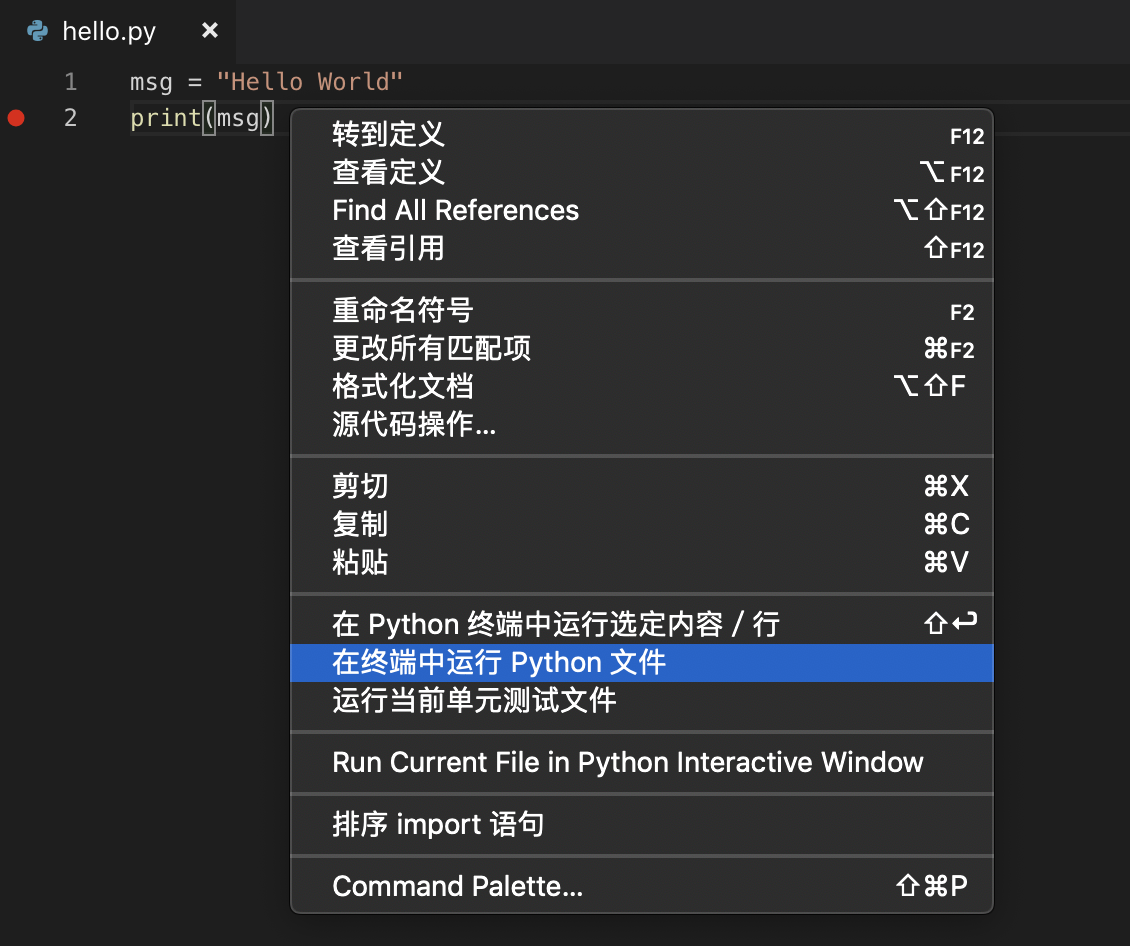 hello.py ×
1 msg = "Hello World"
2 print(msg)
转到定义 F12
查看定义 ⌥F12
Find All References ⌥⇧F12
查看引用 ⇧F12
重命名符号 F2
更改所有匹配项 ⌘F2
格式化文档 ⌥⇧F
源代码操作...
剪切 ⌘X
复制 ⌘C
粘贴 ⌘V
在 Python 终端中运行选定内容 / 行 ⇧↩
在终端中运行 Python 文件
运行当前单元测试文件
Run Current File in Python Interactive Window
排序 import 语句
Command Palette... ⇧⌘P